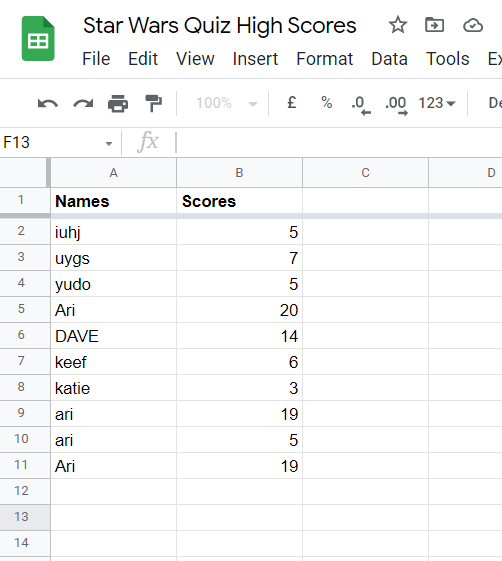 Star Wars Quiz High Scores
File Edit View Insert Format Data Tools
100% £ % .0 .00 123
F13 fx
A B C D
1 Names Scores
2 iuhj 5
3 uygs 7
4 yudo 5
5 Ari 20
6 DAVE 14
7 keef 6
8 katie 3
9 ari 19
10 ari 5
11 Ari 19
12
13
14